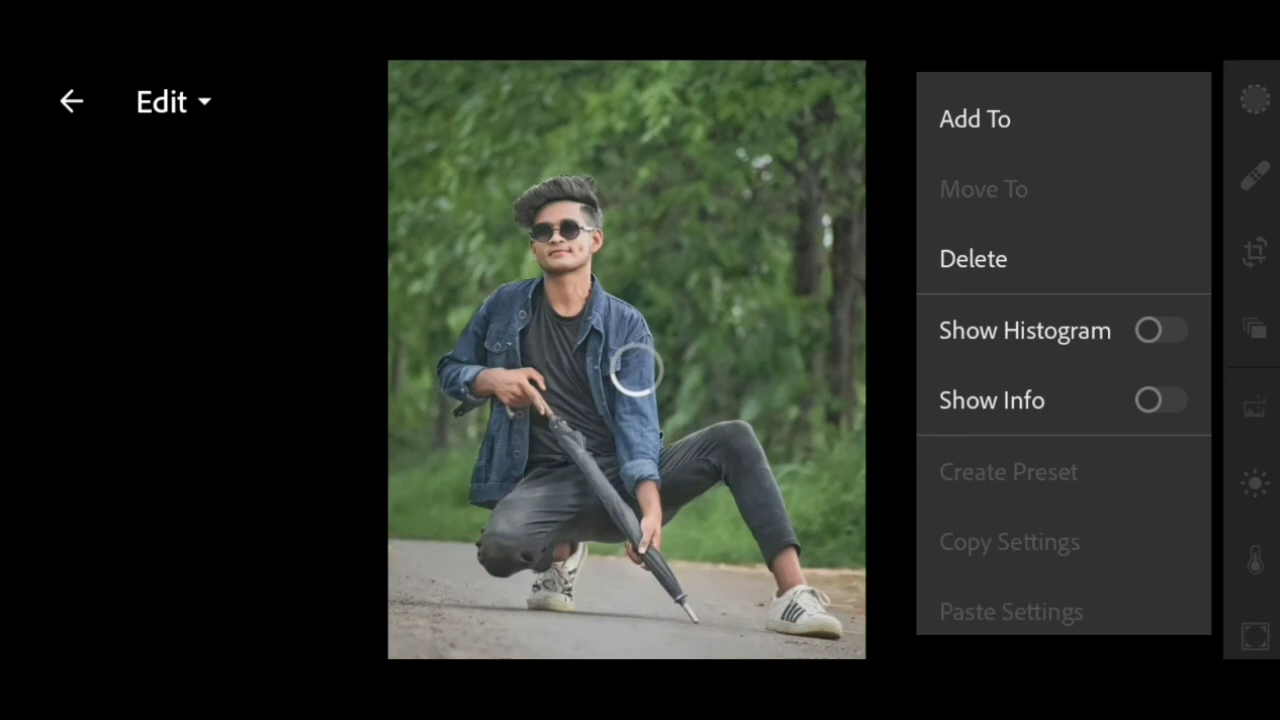 Edit
Add To
Move To
Delete
Show Histogram
Show Info
Create Preset
Copy Settings
Paste Settings